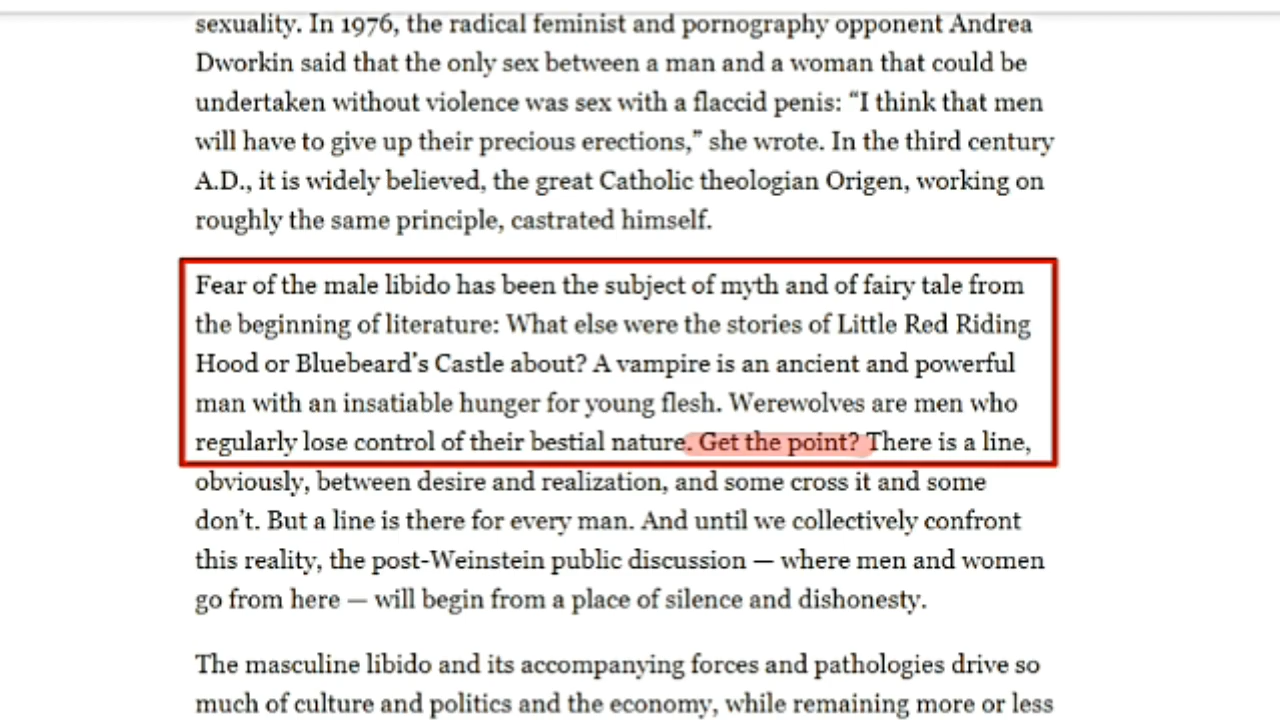 sexuality. In 1976, the radical feminist and pornography opponent Andrea
Dworkin said that the only sex between a man and a woman that could be
undertaken without violence was sex with a flaccid penis: “I think that men
will have to give up their precious erections,” she wrote. In the third century
A.D., it is widely believed, the great Catholic theologian Origen, working on
roughly the same principle, castrated himself.
Fear of the male libido has been the subject of myth and of fairy tale from
the beginning of literature: What else were the stories of Little Red Riding
Hood or Bluebeard’s Castle about? A vampire is an ancient and powerful
man with an insatiable hunger for young flesh. Werewolves are men who
regularly lose control of their bestial nature. Get the point? There is a line,
obviously, between desire and realization, and some cross it and some
don’t. But a line is there for every man. And until we collectively confront
this reality, the post-Weinstein public discussion — where men and women
go from here — will begin from a place of silence and dishonesty.
The masculine libido and its accompanying forces and pathologies drive so
much of culture and politics and the economy, while remaining more or less